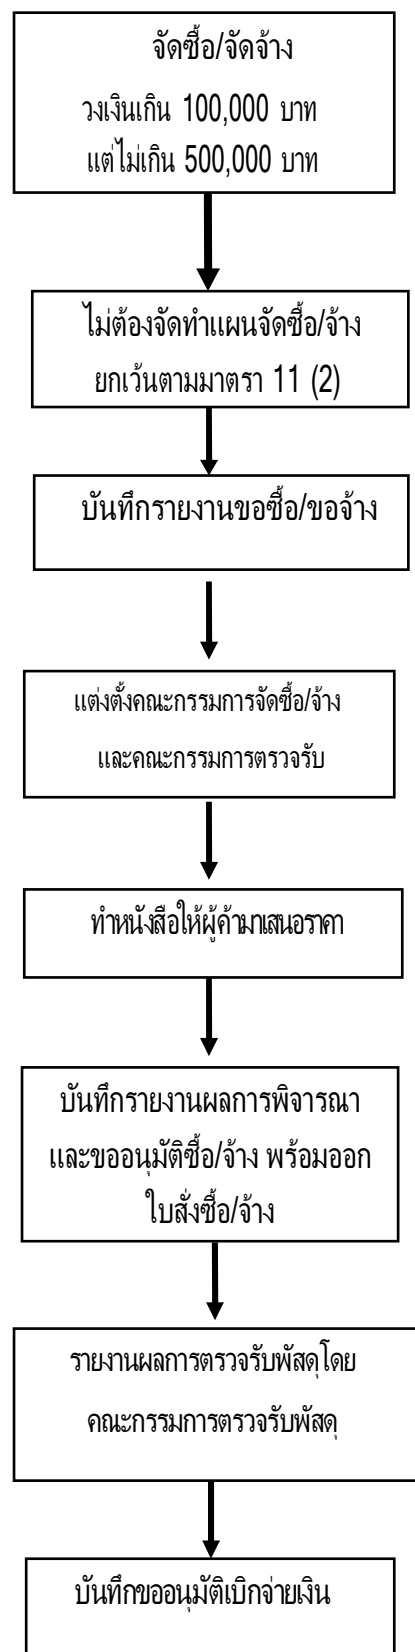 จัดซื้อ/จัดจ้าง
วงเงินเกิน 100,000 บาท
แต่ไม่เกิน 500,000 บาท
ไม่ต้องจัดทำแผนจัดซื้อ/จ้าง
ยกเว้นตามมาตรา 11 (2)
บันทึกรายงานขอซื้อ/ขอจ้าง
แต่งตั้งคณะกรรมการจัดซื้อ/จ้าง
และคณะกรรมการตรวจรับ
ทำหนังสือให้ผู้ค้ามาเสนอราคา
บันทึกรายงานผลการพิจารณา
และขออนุมัติซื้อ/จ้าง พร้อมออก
ใบสั่งซื้อ/จ้าง
รายงานผลการตรวจรับพัสดุโดย
คณะกรรมการตรวจรับพัสดุ
บันทึกขออนุมัติเบิกจ่ายเงิน